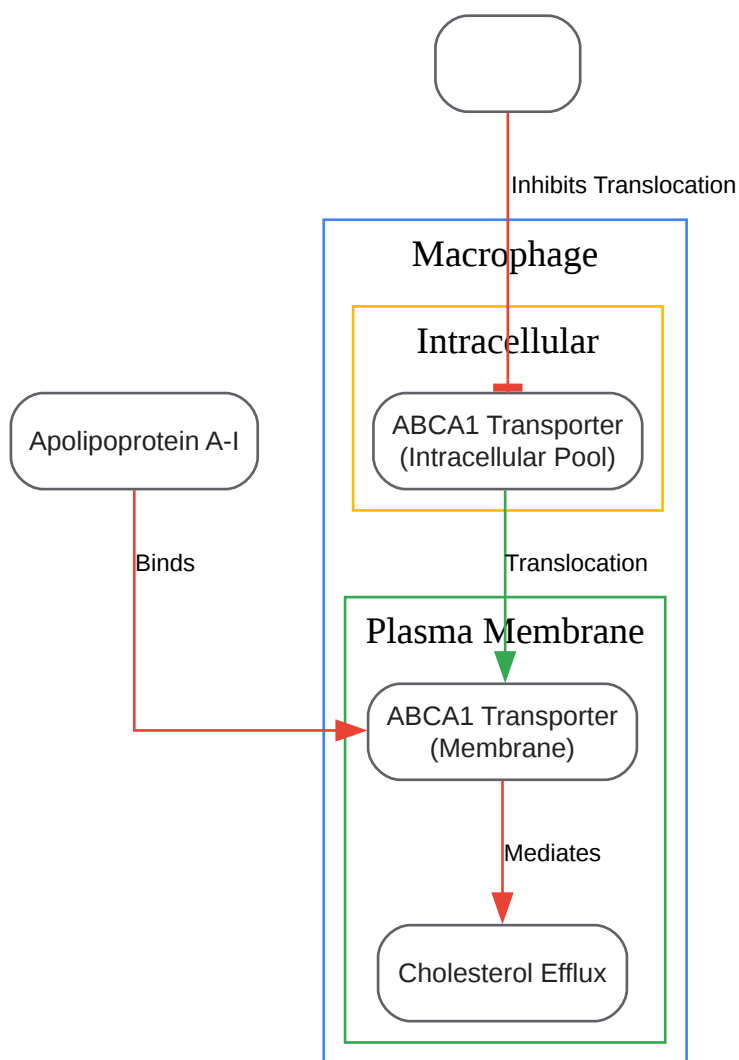 Inhibits Translocation
Macrophage
Intracellular
ABCA1 Transporter
(Intracellular Pool)
Apolipoprotein A-I
Binds
Translocation
Plasma Membrane
ABCA1 Transporter
(Membrane)
Mediates
Cholesterol Efflux